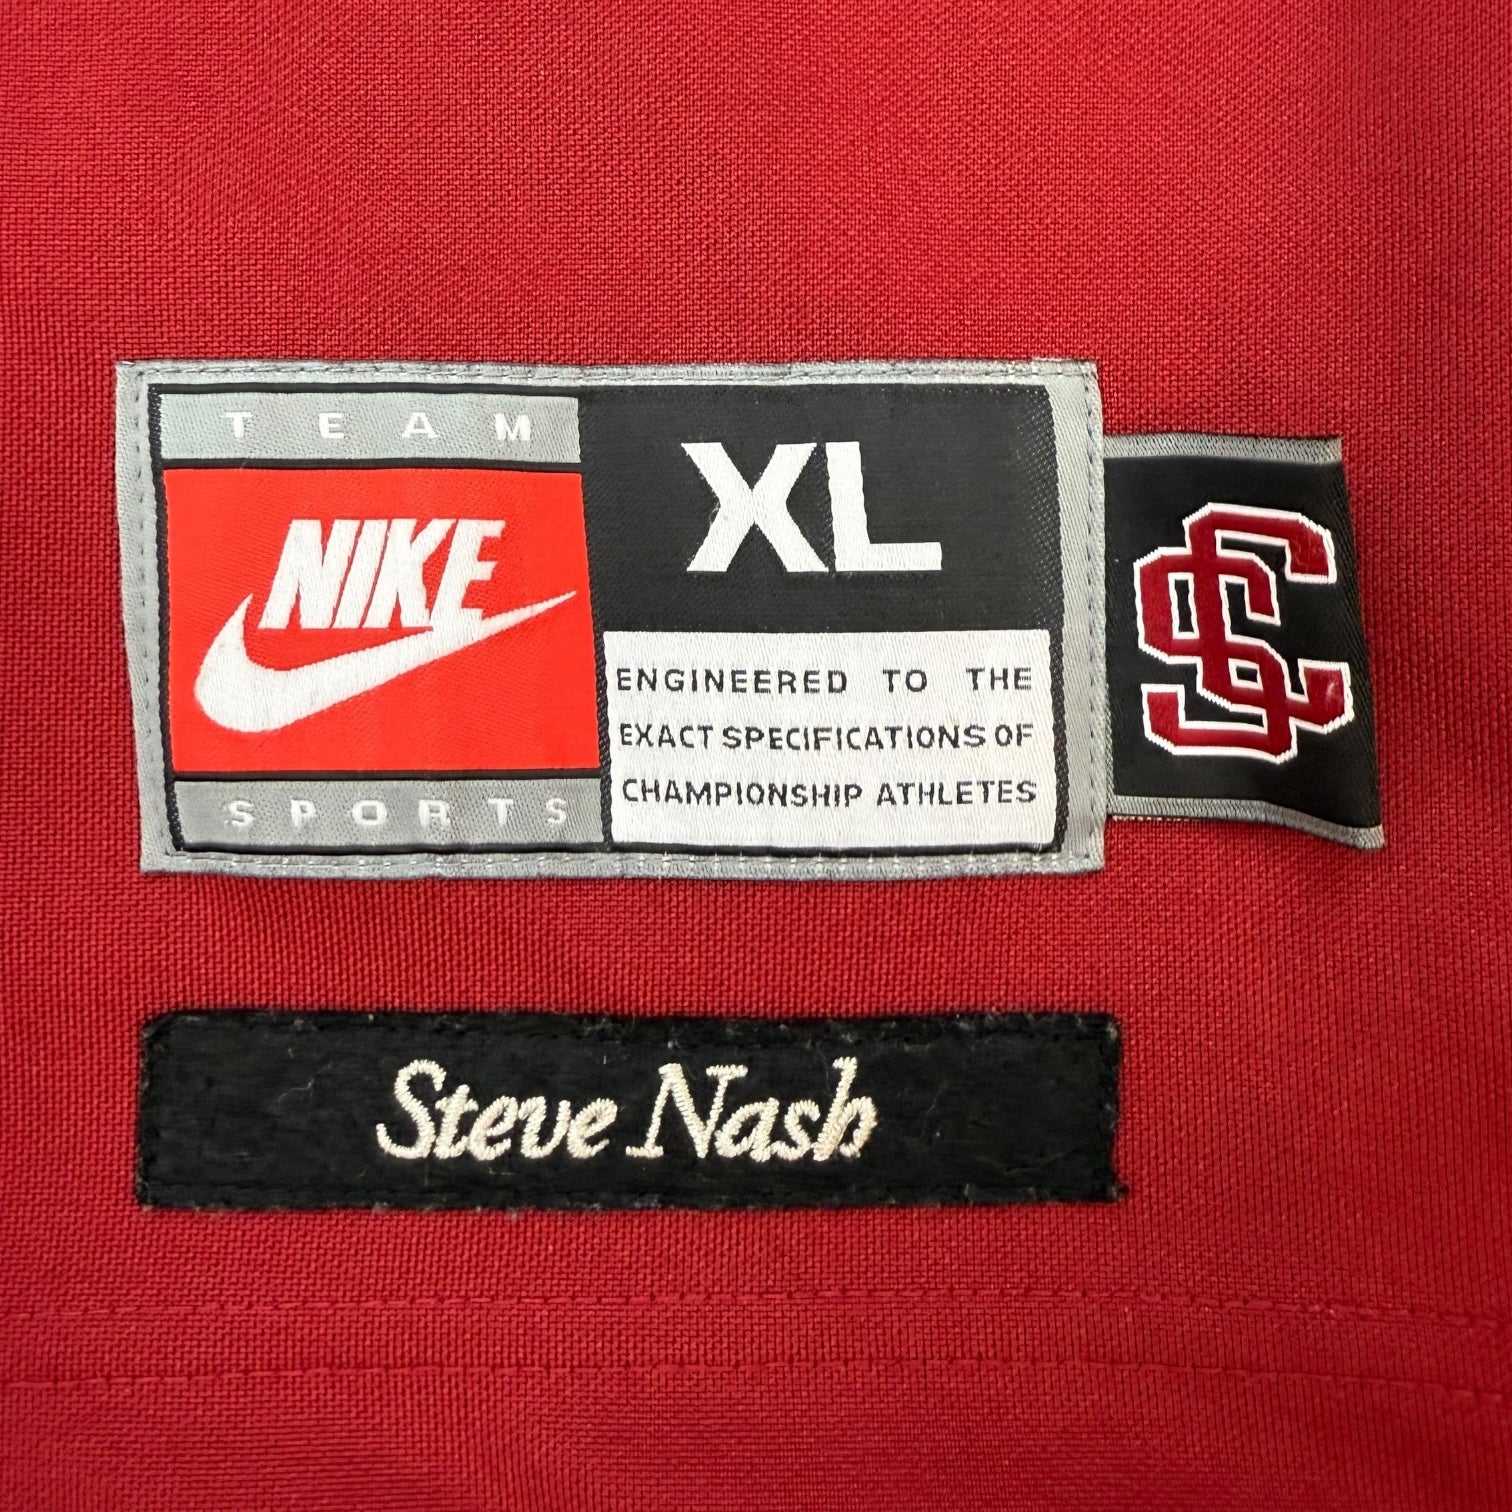 TEAM
NIKE
SPORTS
XL
ENGINEERED TO THE
EXACT SPECIFICATIONS OF
CHAMPIONSHIP ATHLETES
SC
Steve Nash